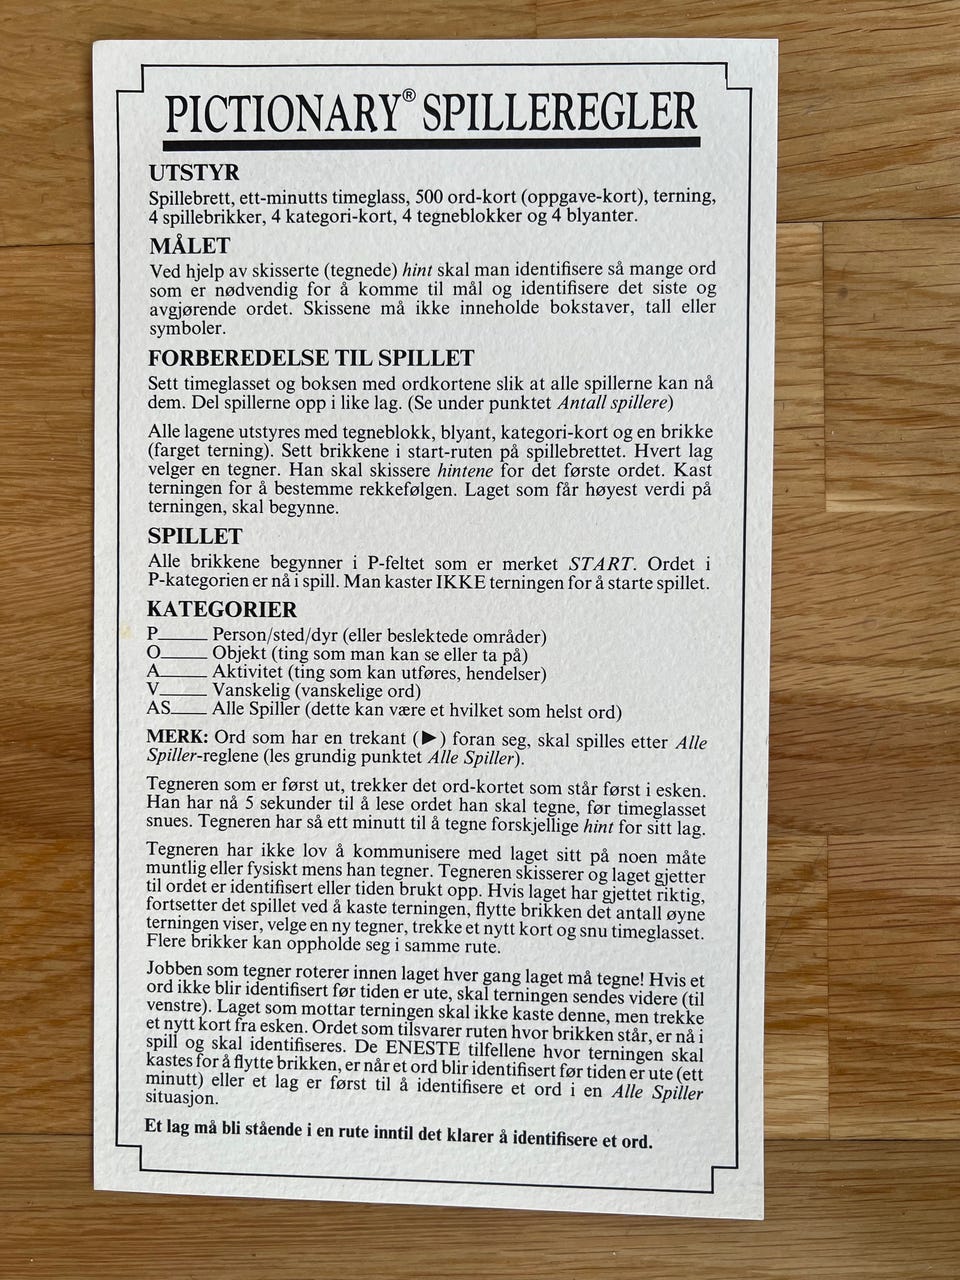 PICTIONARY® SPILLEREGLER
UTSTYR
Spillebrett, ett-minutts timeglass, 500 ord-kort (oppgave-kort), terning,
4 spillebrikker, 4 kategori-kort, 4 tegneblokker og 4 blyanter.
MÅLET
Ved hjelp av skisserte (tegnede) hint skal man identifisere så mange ord
som er nødvendig for å komme til mål og identifisere det siste og
avgjørende ordet. Skissene må ikke inneholde bokstaver, tall eller
symboler.
FORBEREDELSE TIL SPILLET
Sett timeglasset og boksen med ordkortene slik at alle spillerne kan nå
dem. Del spillerne opp i like lag. (Se under punktet Antall spillere)
Alle lagene utstyres med tegneblokk, blyant, kategori-kort og en brikke
(farget terning). Sett brikkene i start-ruten på spillebrettet. Hvert lag
velger en tegner. Han skal skissere hintene for det første ordet. Kast
terningen for å bestemme rekkefølgen. Laget som får høyest verdi på
terningen, skal begynne.
SPILLET
Alle brikkene begynner i P-feltet som er merket START. Ordet i
P-kategorien er nå i spill. Man kaster IKKE terningen for å starte spillet.
KATEGORIER
P_____ Person/sted/dyr (eller beslektede områder)
O_____ Objekt (ting som man kan se eller ta på)
A_____ Aktivitet (ting som kan utføres, hendelser)
V_____ Vanskelig (vanskelige ord)
AS____ Alle Spiller (dette kan være et hvilket som helst ord)
MERK: Ord som har en trekant (▶) foran seg, skal spilles etter Alle
Spiller-reglene (les grundig punktet Alle Spiller).
Tegneren som er først ut, trekker det ord-kortet som står først i esken.
Han har nå 5 sekunder til å lese ordet han skal tegne, før timeglasset
snues. Tegneren har så ett minutt til å tegne forskjellige hint for sitt lag.
Tegneren har ikke lov å kommunisere med laget sitt på noen måte
muntlig eller fysiskt mens han tegner. Tegneren skisserer og laget gjetter
til ordet er identifisert eller tiden brukt opp. Hvis laget har gjettet riktig,
fortsetter det spillet ved å kaste terningen, flytte brikken det antall øyne
terningen viser, velge en ny tegner, trekke et nytt kort og snu timeglasset.
Flere brikker kan oppholde seg i samme rute.
Jobben som tegner roterer innen laget hver gang laget må tegne! Hvis et
ord ikke blir identifisert før tiden er ute, skal terningen sendes videre (til
venstre). Laget som mottar terningen skal ikke kaste denne, men trekke
et nytt kort fra esken. Ordet som tilsvarer ruten hvor brikken står, er nå i
spill og skal identifiseres. De ENESTE tilfellene hvor terningen skal
kastes for å flytte brikken, er når et ord blir identifisert før tiden er ute (ett
minutt) eller et lag er først til å identifisere et ord i en Alle Spiller
situasjon.
Et lag må bli stående i en rute inntil det klarer å identifisere et ord.